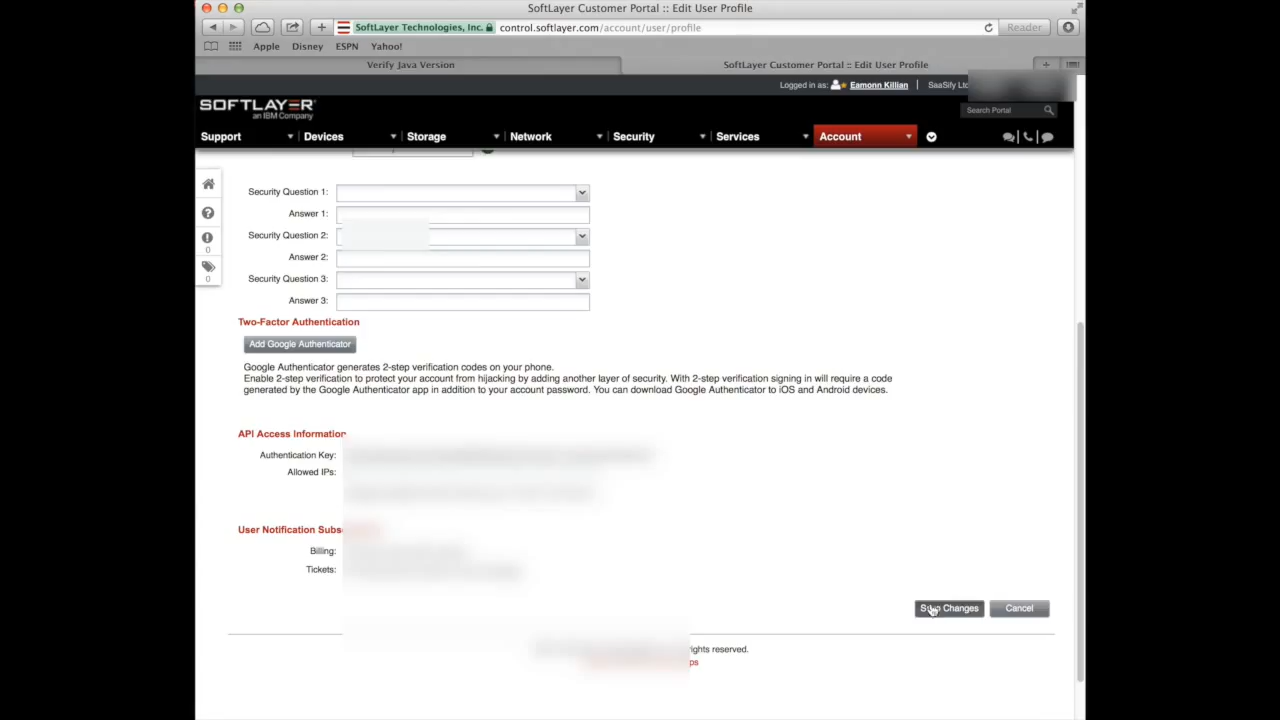 SoftLayer Customer Portal :: Edit User Profile
SoftLayer Technologies, Inc. control.softlayer.com/account/user/profile Reader
Apple Disney ESPN Yahoo!
Verify Java Version SoftLayer Customer Portal :: Edit User Profile
Logged in as: Eamonn Killian | SaaSify Ltd
SOFTLAYER
an IBM Company
Search Portal
Support Devices Storage Network Security Services Account
Security Question 1:
Answer 1:
Security Question 2:
0
Answer 2:
Security Question 3:
0
Answer 3:
Two-Factor Authentication
Add Google Authenticator
Google Authenticator generates 2-step verification codes on your phone.
Enable 2-step verification to protect your account from hijacking by adding another layer of security. With 2-step verification signing in will require a code
generated by the Google Authenticator app in addition to your account password. You can download Google Authenticator to iOS and Android devices.
API Access Information
Authentication Key:
Allowed IPs:
User Notification Subs
Billing:
Tickets:
Save Changes Cancel
rights reserved.
ps